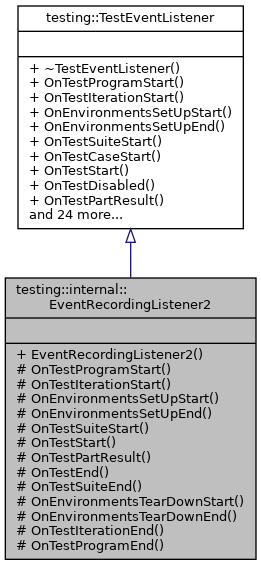 testing::TestEventListener
+ ~TestEventListener()
+ OnTestProgramStart()
+ OnTestIterationStart()
+ OnEnvironmentsSetUpStart()
+ OnEnvironmentsSetUpEnd()
+ OnTestSuiteStart()
+ OnTestCaseStart()
+ OnTestStart()
+ OnTestDisabled()
+ OnTestPartResult()
and 24 more...
testing::internal::
EventRecordingListener2
+ EventRecordingListener2()
# OnTestProgramStart()
# OnTestIterationStart()
# OnEnvironmentsSetUpStart()
# OnEnvironmentsSetUpEnd()
# OnTestSuiteStart()
# OnTestStart()
# OnTestPartResult()
# OnTestEnd()
# OnTestSuiteEnd()
# OnEnvironmentsTearDownStart()
# OnEnvironmentsTearDownEnd()
# OnTestIterationEnd()
# OnTestProgramEnd()